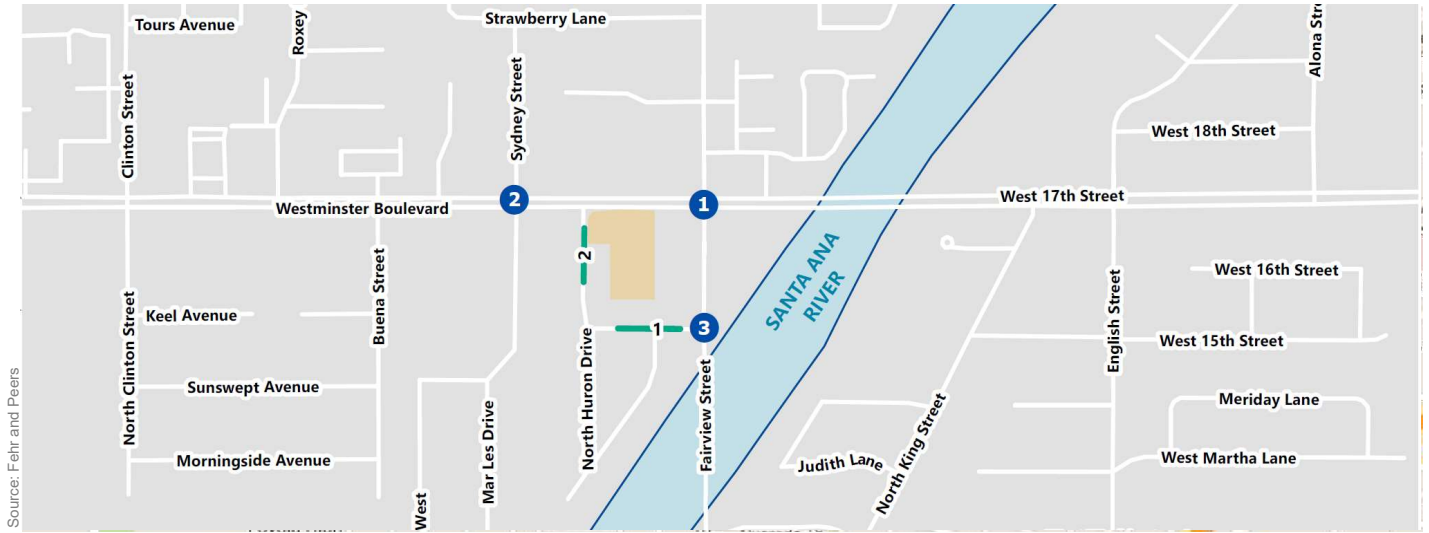 Tours Avenue
Roxey
Strawberry Lane
Alona Stre
Clinton Street
Sydney Street
West 18th Street
2
1
West 17th Street
Westminster Boulevard
2
SANTA ANA
RIVER
Buena Street
West 16th Street
Keel Avenue
North Clinton Street
1
3
English Street
West 15th Street
North Huron Drive
Fairview Street
Sunswept Avenue
Mar Les Drive
North King Street
Meriday Lane
Morningside Avenue
Judith Lane
West Martha Lane
West
Source: Fehr and Peers